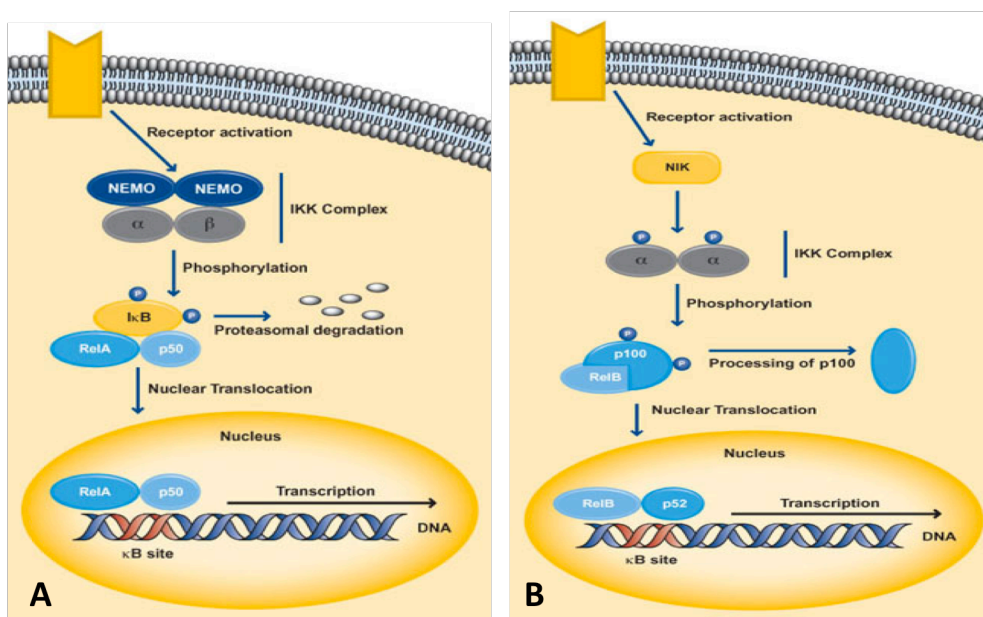 Receptor activation
NEMO
NEMO
α
β
IKK Complex
Phosphorylation
P
IκB
P
Proteasomal degradation
RelA
p50
Nuclear Translocation
Nucleus
RelA
p50
Transcription
DNA
κB site
A
Receptor activation
NIK
P
P
α
α
IKK Complex
Phosphorylation
P
p100
P
RelB
Processing of p100
Nuclear Translocation
Nucleus
RelB
p52
Transcription
DNA
κB site
B